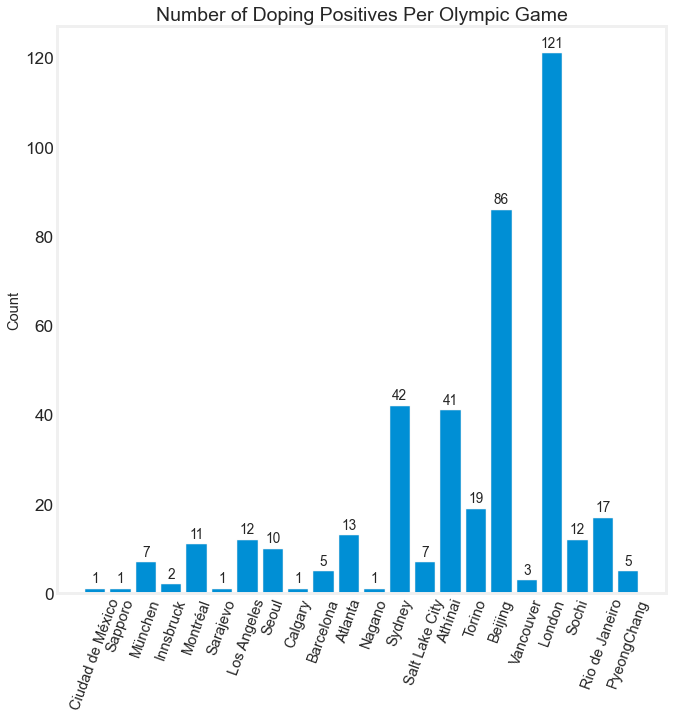 Number of Doping Positives Per Olympic Game
Count
120
100
80
60
40
20
0
1
1
7
2
11
1
12
10
1
5
13
1
42
7
41
19
86
3
121
12
17
5
Ciudad de México
Sapporo
München
Innsbruck
Montréal
Sarajevo
Los Angeles
Seoul
Calgary
Barcelona
Atlanta
Nagano
Sydney
Salt Lake City
Athínai
Torino
Beijing
Vancouver
London
Sochi
Rio de Janeiro
PyeongChang